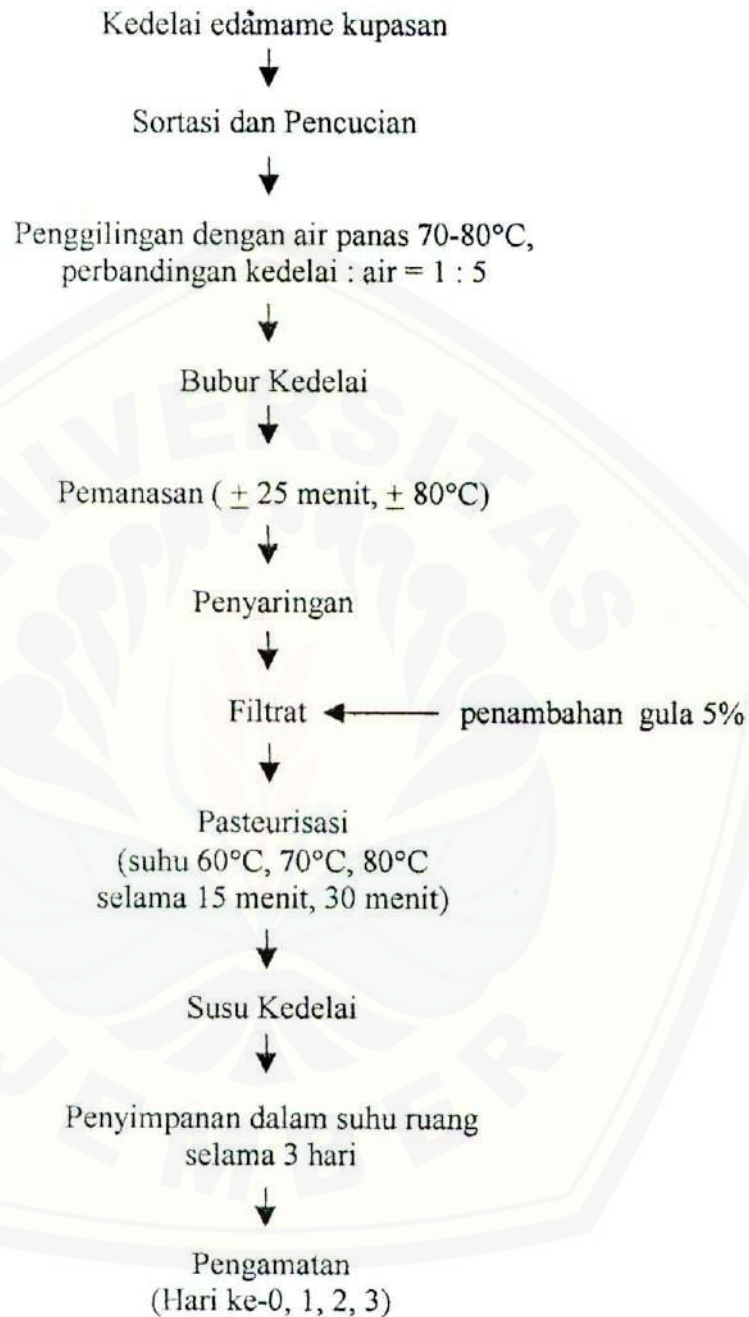 Kedelai edamame kupasan
Sortasi dan Pencucian
Penggilingan dengan air panas 70-80°C,
perbandingan kedelai : air = 1 : 5
Bubur Kedelai
Pemanasan ( ± 25 menit, ± 80°C)
Penyaringan
Filtrat
penambahan gula 5%
Pasteurisasi
(suhu 60°C, 70°C, 80°C
selama 15 menit, 30 menit)
Susu Kedelai
Penyimpanan dalam suhu ruang
selama 3 hari
Pengamatan
(Hari ke-0, 1, 2, 3)
UNIVERSITAS
JEMBER